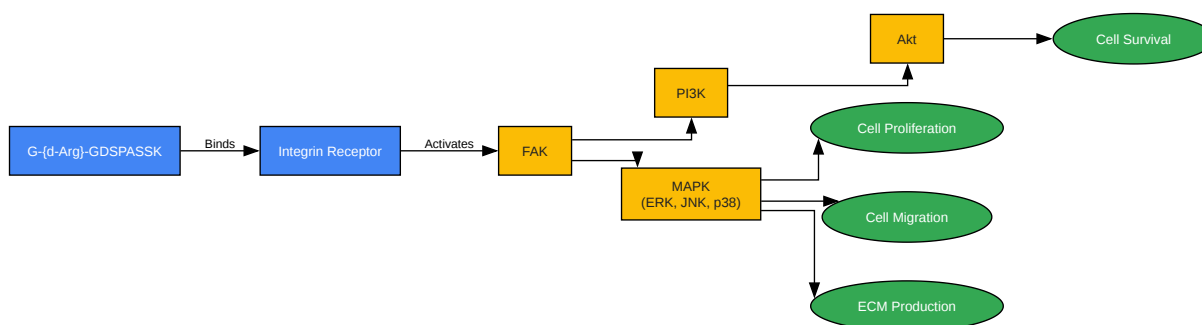 G-{d-Arg}-GDSPASSK
Binds
Integrin Receptor
Activates
FAK
PI3K
Akt
Cell Survival
MAPK
(ERK, JNK, p38)
Cell Proliferation
Cell Migration
ECM Production